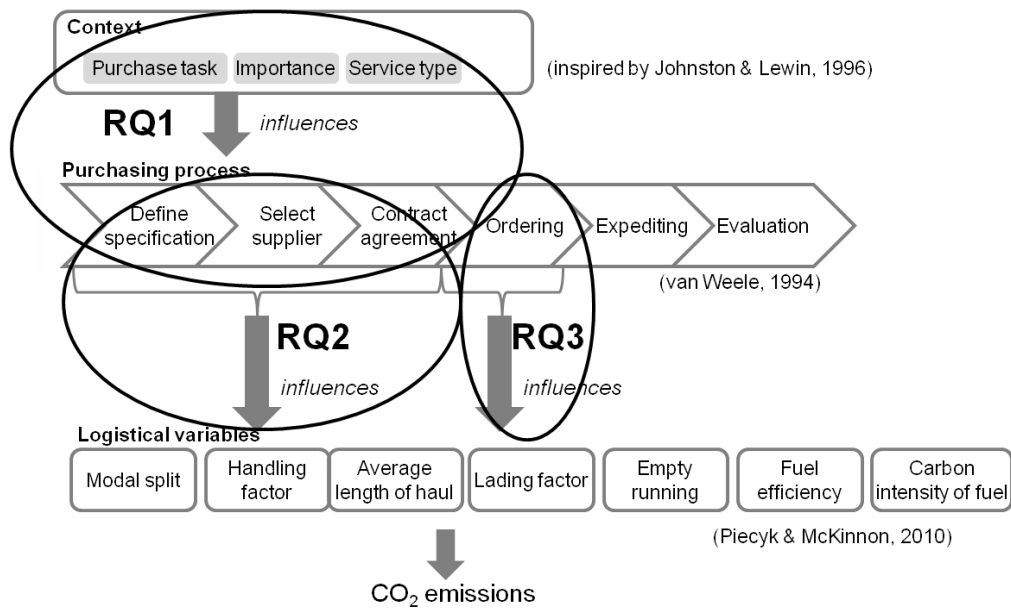 Context
Purchase task Importance Service type
(inspired by Johnston & Lewin, 1996)
RQ1 influences
Purchasing process
Define
specification
Select
supplier
Contract
agreement
Ordering
Expediting
Evaluation
(van Weele, 1994)
RQ2
influences
RQ3
influences
Logistical variables
Modal split
Handling
factor
Average
length of haul
Lading factor
Empty
running
Fuel
efficiency
Carbon
intensity of fuel
(Piecyk & McKinnon, 2010)
CO₂ emissions